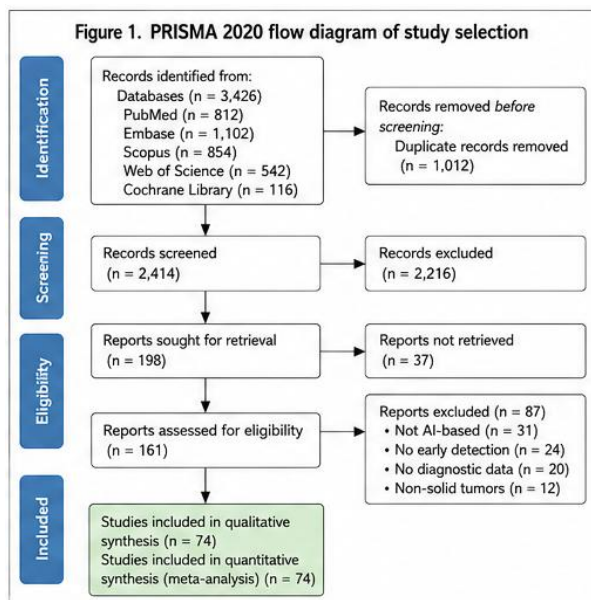 Figure 1. PRISMA 2020 flow diagram of study selection
Identification
Records identified from:
Databases (n = 3,426)
PubMed (n = 812)
Embase (n = 1,102)
Scopus (n = 854)
Web of Science (n = 542)
Cochrane Library (n = 116)
Records removed before
screening:
Duplicate records removed
(n = 1,012)
Screening
Records screened
(n = 2,414)
Records excluded
(n = 2,216)
Eligibility
Reports sought for retrieval
(n = 198)
Reports not retrieved
(n = 37)
Reports assessed for eligibility
(n = 161)
Reports excluded (n = 87)
• Not AI-based (n = 31)
• No early detection (n = 24)
• No diagnostic data (n = 20)
• Non-solid tumors (n = 12)
Included
Studies included in qualitative
synthesis (n = 74)
Studies included in quantitative
synthesis (meta-analysis) (n = 74)